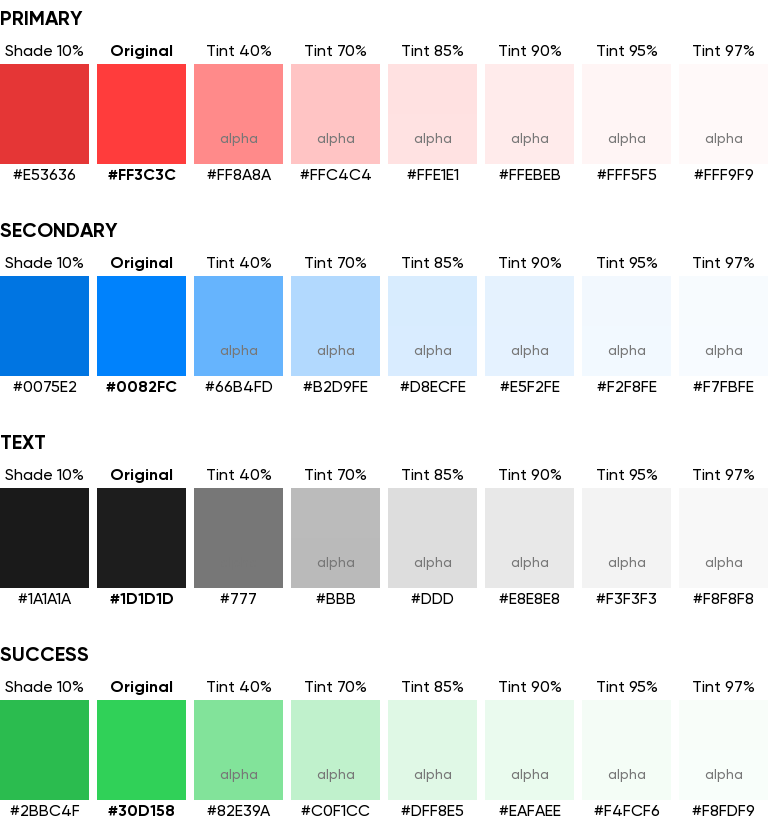 PRIMARY
Shade 10% Original Tint 40% Tint 70% Tint 85% Tint 90% Tint 95% Tint 97%
alpha alpha alpha alpha alpha alpha
#E53636 #FF3C3C #FF8A8A #FFC4C4 #FFE1E1 #FFEBEB #FFF5F5 #FFF9F9
SECONDARY
Shade 10% Original Tint 40% Tint 70% Tint 85% Tint 90% Tint 95% Tint 97%
alpha alpha alpha alpha alpha alpha
#0075E2 #0082FC #66B4FD #B2D9FE #D8ECFE #E5F2FE #F2F8FE #F7FBFE
TEXT
Shade 10% Original Tint 40% Tint 70% Tint 85% Tint 90% Tint 95% Tint 97%
alpha alpha alpha alpha alpha
#1A1A1A #1D1D1D #777 #BBB #DDD #E8E8E8 #F3F3F3 #F8F8F8
SUCCESS
Shade 10% Original Tint 40% Tint 70% Tint 85% Tint 90% Tint 95% Tint 97%
alpha alpha alpha alpha alpha alpha
#2BBC4F #30D158 #82E39A #C0F1CC #DFF8E5 #EAFAEE #F4FCF6 #F8FDF9